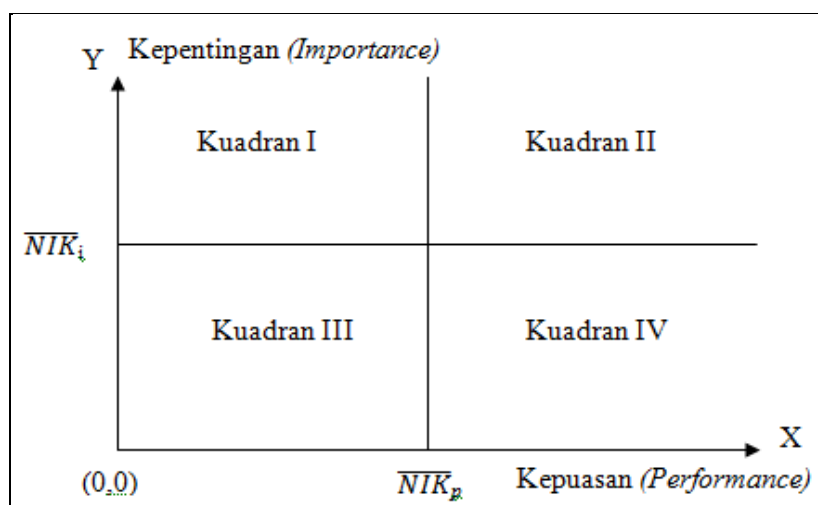 Y Kepentingan (Importance)
Kuadran I Kuadran II
NIK̅ᵢ
Kuadran III Kuadran IV
X
(0,0) NIK̅ₚ Kepuasan (Performance)